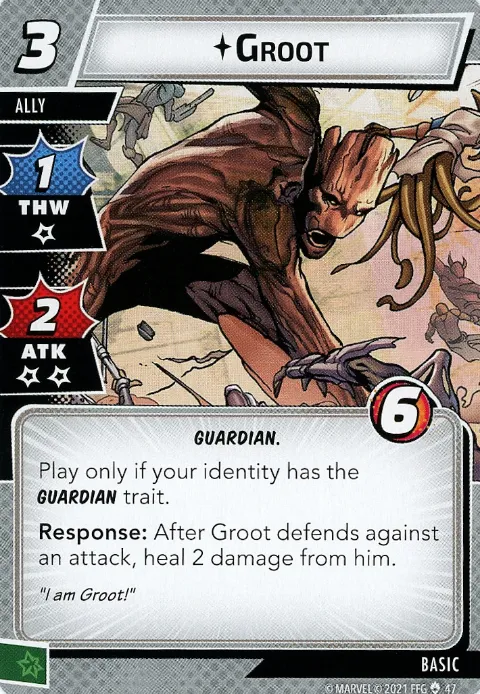 3
Groot
ALLY
1
THW
2
ATK
6
GUARDIAN.
Play only if your identity has the
GUARDIAN trait.
Response: After Groot defends against
an attack, heal 2 damage from him.
"I am Groot!"
BASIC
© MARVEL © 2021 FFG 47